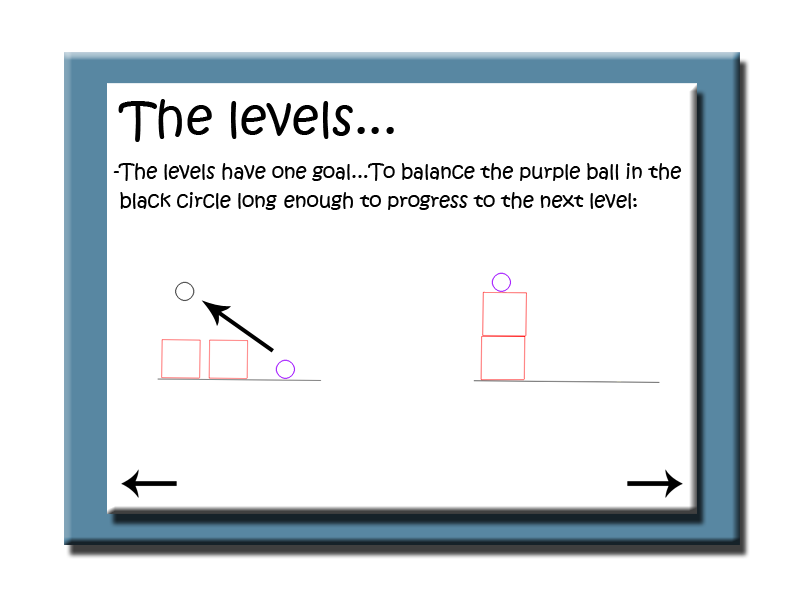 The levels...
-The levels have one goal...To balance the purple ball in the
black circle long enough to progress to the next level: